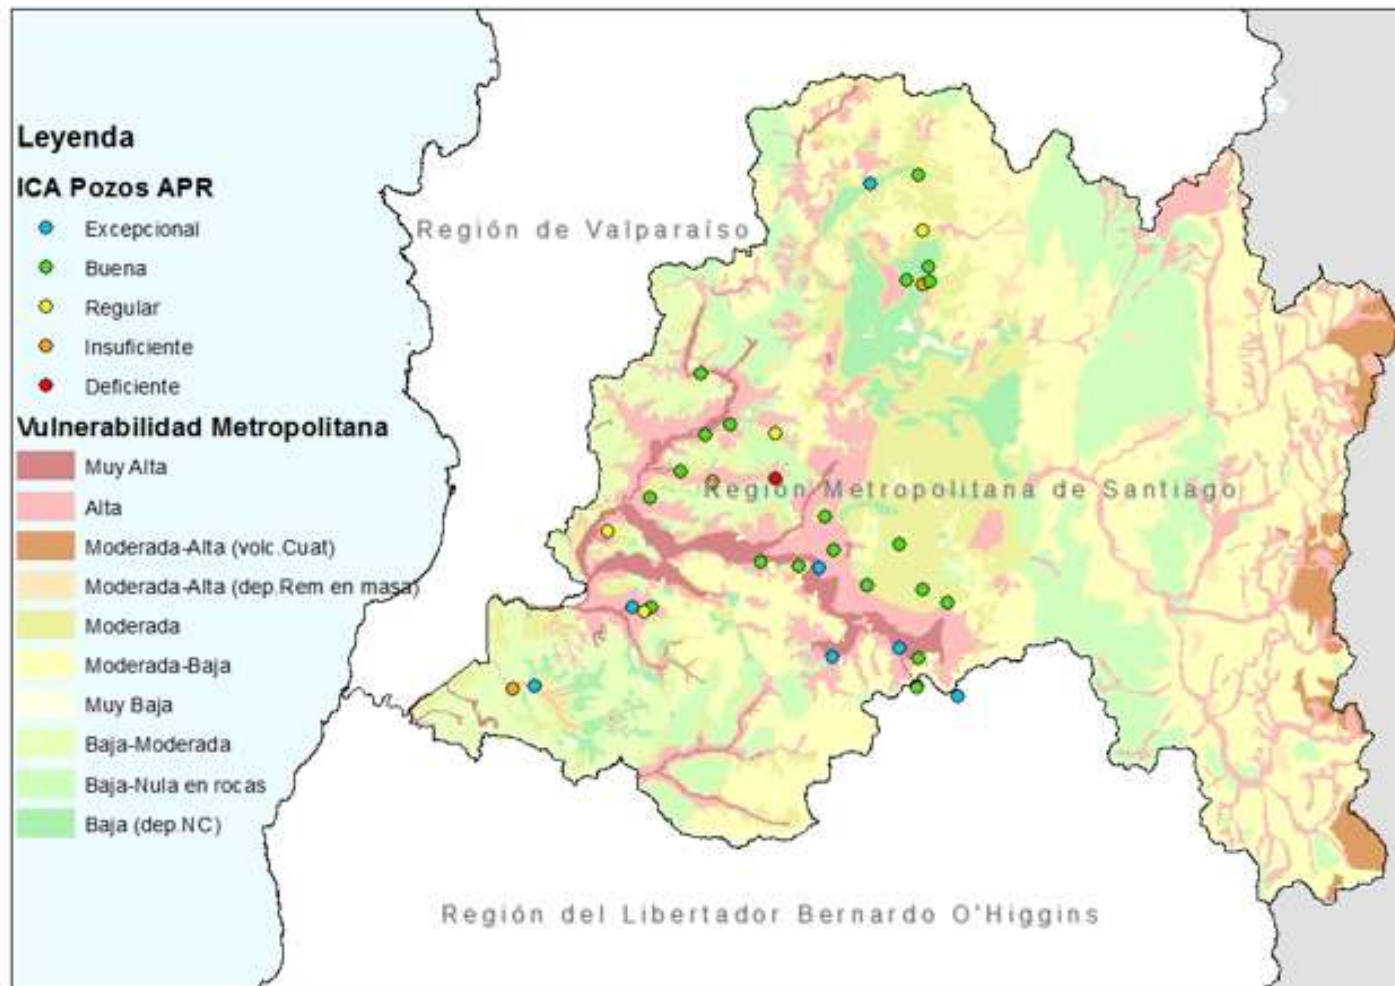 Leyenda
ICA Pozos APR
Excepcional
Buena
Regular
Insuficiente
Deficiente
Vulnerabilidad Metropolitana
Muy Alta
Alta
Moderada-Alta (volc.Cuat)
Moderada-Alta (dep.Rem en masa)
Moderada
Moderada-Baja
Muy Baja
Baja-Moderada
Baja-Nula en rocas
Baja (dep.NC)
Región de Valparaíso
Región Metropolitana de Santiago
Región del Libertador Bernardo O'Higgins